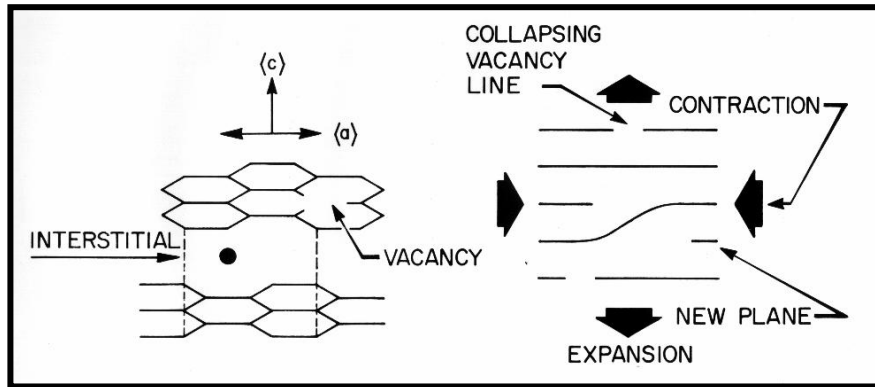 ⟨c⟩
⟨a⟩
INTERSTITIAL
VACANCY
COLLAPSING
VACANCY
LINE
CONTRACTION
NEW PLANE
EXPANSION